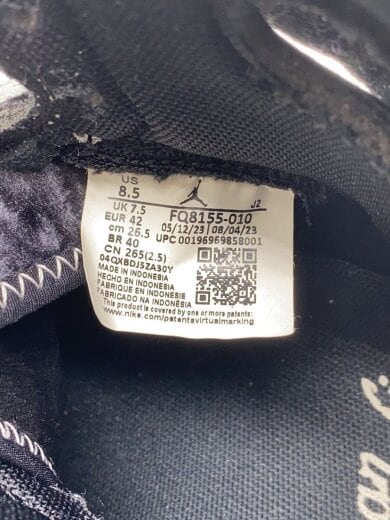 US
8.5
UK 7.5
EUR 42
cm 26.5
BR 40
CN 265(2.5)
04QXBDJ5ZA30Y
J2
FQ8155-010
05/12/23 | 08/04/23
UPC 00196969858001
MADE IN INDONESIA
HECHO EN INDONESIA
FABRIQUE EN INDONESIE
FABRICADO NA INDONÉSIA
This product is covered by one or more patents:
www.nike.com/patentsvirtualmarking
an